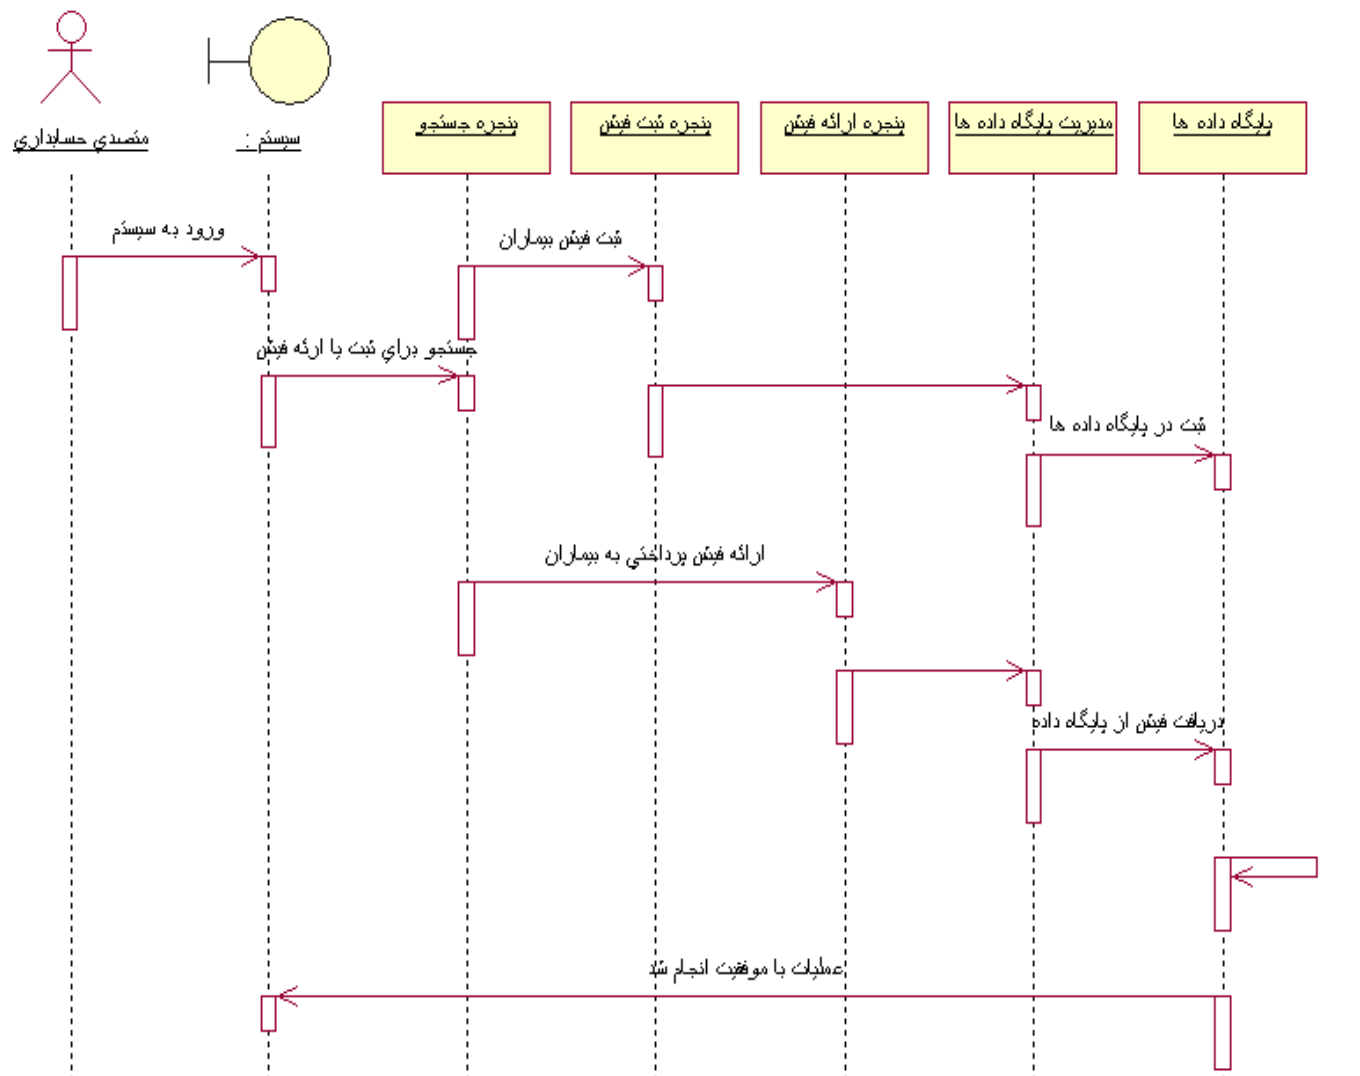 متصدي حسابداري
سيستم :
پنجره جستجو
پنجره ثبت فيش
پنجره ارائه فيش
مديريت پايگاه داده ها
پايگاه داده ها
ورود به سيستم
ثبت فيش بيماران
جستجو براي ثبت يا ارئه فيش
ثبت در پايگاه داده ها
ارائه فيش پرداختي به بيماران
دريافت فيش از پايگاه داده
عمليات با موفقيت انجام شد